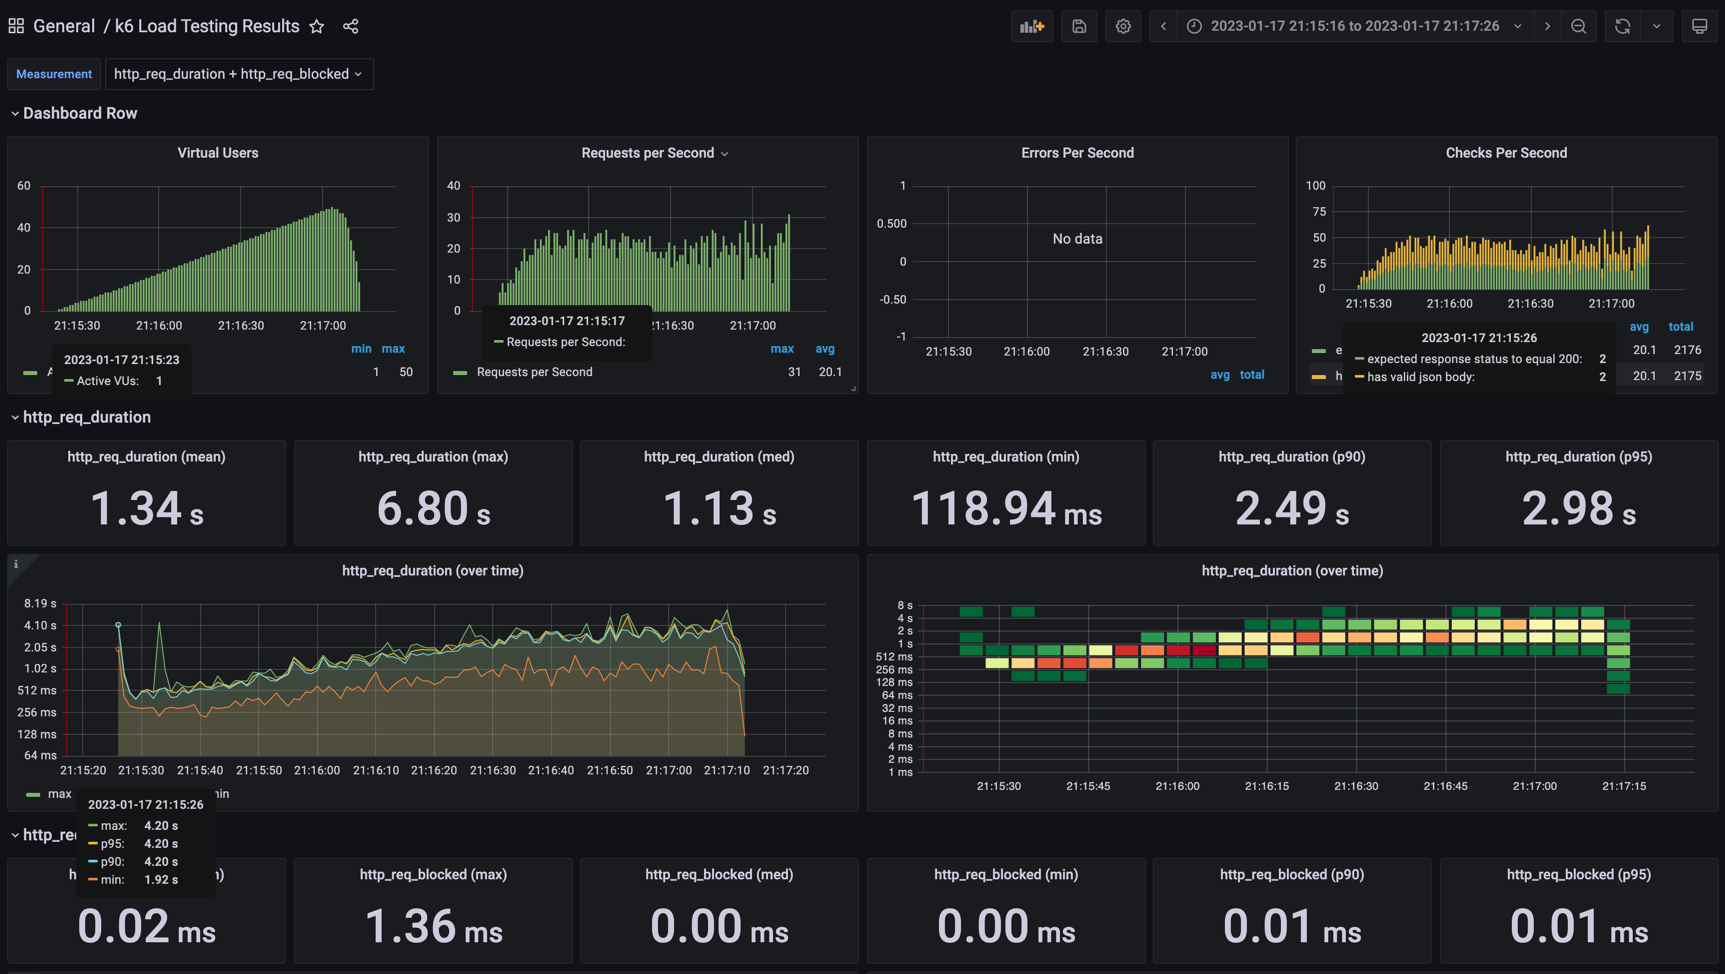 General / k6 Load Testing Results
2023-01-17 21:15:16 to 2023-01-17 21:17:26
Measurement
http_req_duration + http_req_blocked
Dashboard Row
Virtual Users
60
40
20
0
21:15:30 21:16:00 21:16:30 21:17:00
min max
2023-01-17 21:15:23
Active VUs: 1
1 50
Requests per Second
40
30
20
10
0
21:16:30 21:17:00
2023-01-17 21:15:17
Requests per Second:
max avg
Requests per Second 31 20.1
Errors Per Second
1
0.500
0
-0.50
-1
No data
21:15:30 21:16:00 21:16:30 21:17:00
avg total
Checks Per Second
100
75
50
25
0
21:15:30 21:16:00 21:16:30 21:17:00
avg total
2023-01-17 21:15:26
expected response status to equal 200: 2
has valid json body: 2
20.1 2176
20.1 2175
http_req_duration
http_req_duration (mean)
1.34 s
http_req_duration (max)
6.80 s
http_req_duration (med)
1.13 s
http_req_duration (min)
118.94 ms
http_req_duration (p90)
2.49 s
http_req_duration (p95)
2.98 s
i
http_req_duration (over time)
8.19 s
4.10 s
2.05 s
1.02 s
512 ms
256 ms
128 ms
64 ms
21:15:20 21:15:30 21:15:40 21:15:50 21:16:00 21:16:10 21:16:20 21:16:30 21:16:40 21:16:50 21:17:00 21:17:10 21:17:20
max
2023-01-17 21:15:26
max: 4.20 s
p95: 4.20 s
p90: 4.20 s
min: 1.92 s
http_req_duration (over time)
8 s
4 s
2 s
1 s
512 ms
256 ms
128 ms
64 ms
32 ms
16 ms
8 ms
4 ms
2 ms
1 ms
21:15:30 21:15:45 21:16:00 21:16:15 21:16:30 21:16:45 21:17:00 21:17:15
0.02 ms
http_req_blocked (max)
1.36 ms
http_req_blocked (med)
0.00 ms
http_req_blocked (min)
0.00 ms
http_req_blocked (p90)
0.01 ms
http_req_blocked (p95)
0.01 ms